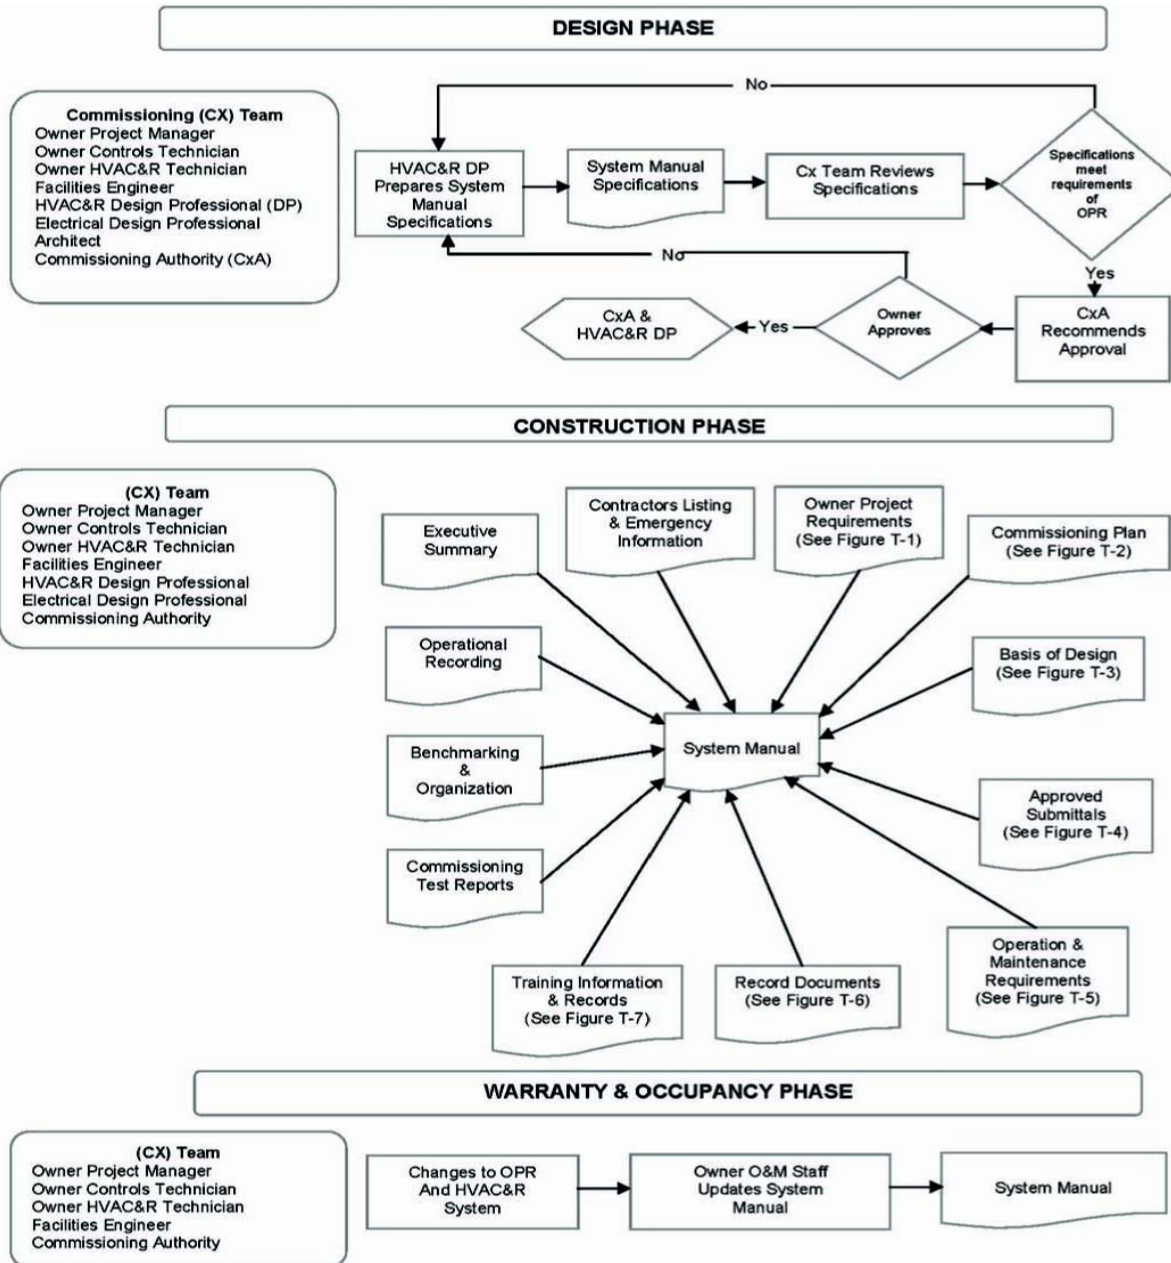 DESIGN PHASE
Commissioning (CX) Team
Owner Project Manager
Owner Controls Technician
Owner HVAC&R Technician
Facilities Engineer
HVAC&R Design Professional (DP)
Electrical Design Professional
Architect
Commissioning Authority (CxA)
No
HVAC&R DP
Prepares System
Manual
Specifications
System Manual
Specifications
Cx Team Reviews
Specifications
Specifications
meet
requirements
of
OPR
No
Yes
CxA &
HVAC&R DP
Yes
Owner
Approves
CxA
Recommends
Approval
CONSTRUCTION PHASE
(CX) Team
Owner Project Manager
Owner Controls Technician
Owner HVAC&R Technician
Facilities Engineer
HVAC&R Design Professional
Electrical Design Professional
Commissioning Authority
Executive
Summary
Contractors Listing
& Emergency
Information
Owner Project
Requirements
(See Figure T-1)
Commissioning Plan
(See Figure T-2)
Operational
Recording
Basis of Design
(See Figure T-3)
System Manual
Benchmarking
&
Organization
Approved
Submittals
(See Figure T-4)
Commissioning
Test Reports
Operation &
Maintenance
Requirements
(See Figure T-5)
Training Information
& Records
(See Figure T-7)
Record Documents
(See Figure T-6)
WARRANTY & OCCUPANCY PHASE
(CX) Team
Owner Project Manager
Owner Controls Technician
Owner HVAC&R Technician
Facilities Engineer
Commissioning Authority
Changes to OPR
And HVAC&R
System
Owner O&M Staff
Updates System
Manual
System Manual